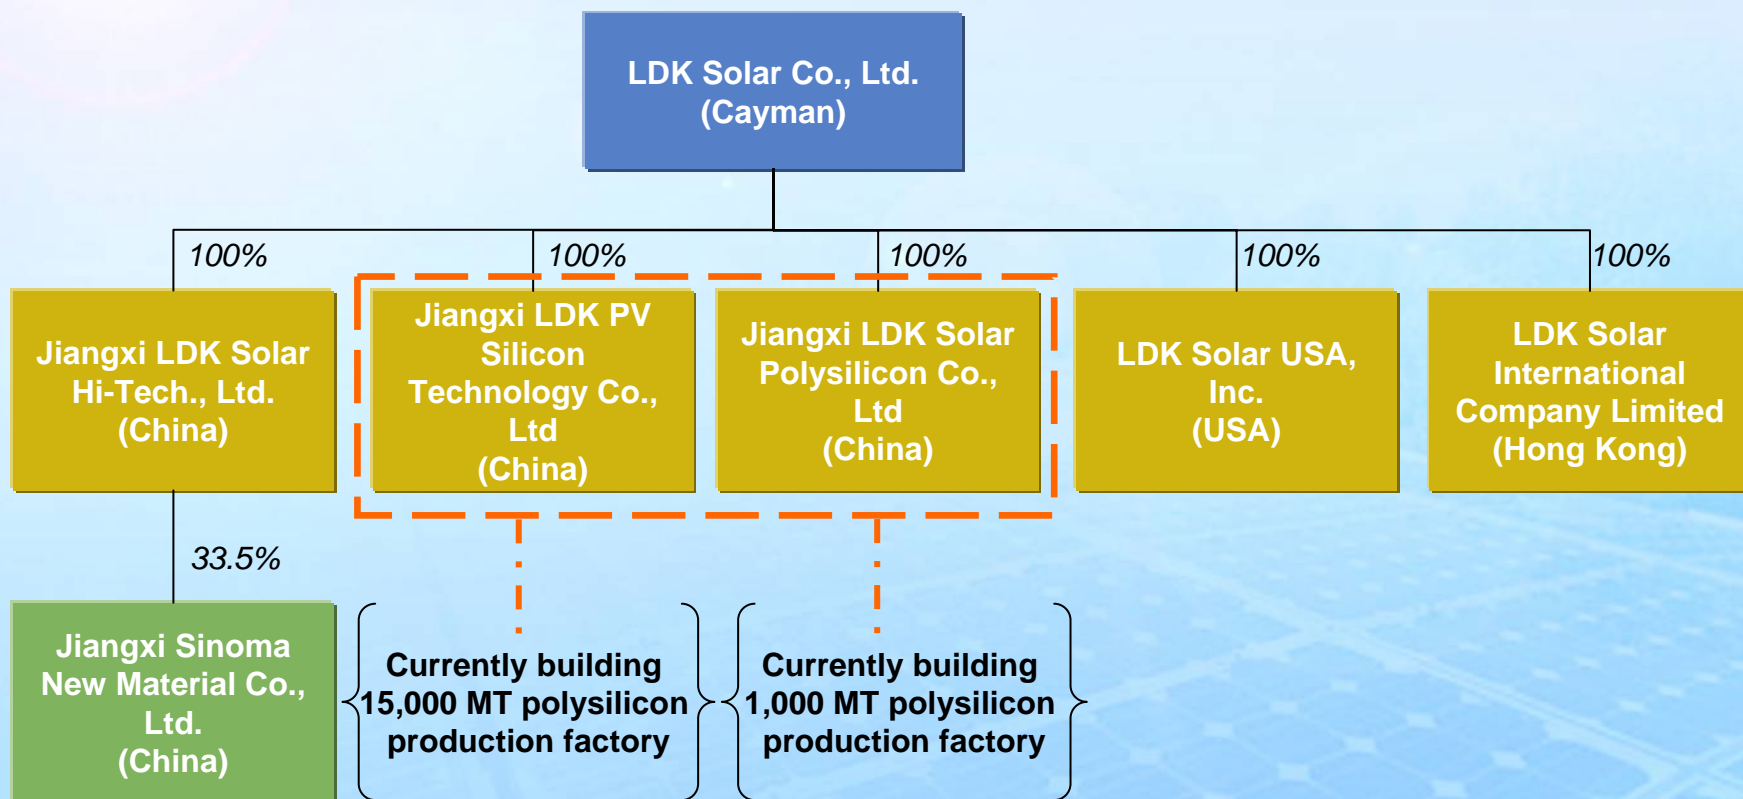 LDK Solar Co., Ltd.
(Cayman)
100%
100%
100%
100%
100%
Jiangxi LDK Solar
Hi-Tech., Ltd.
(China)
Jiangxi LDK PV
Silicon
Technology Co.,
Ltd
(China)
Jiangxi LDK Solar
Polysilicon Co.,
Ltd
(China)
LDK Solar USA,
Inc.
(USA)
LDK Solar
International
Company Limited
(Hong Kong)
33.5%
Jiangxi Sinoma
New Material Co.,
Ltd.
(China)
Currently building
15,000 MT polysilicon
production factory
Currently building
1,000 MT polysilicon
production factory